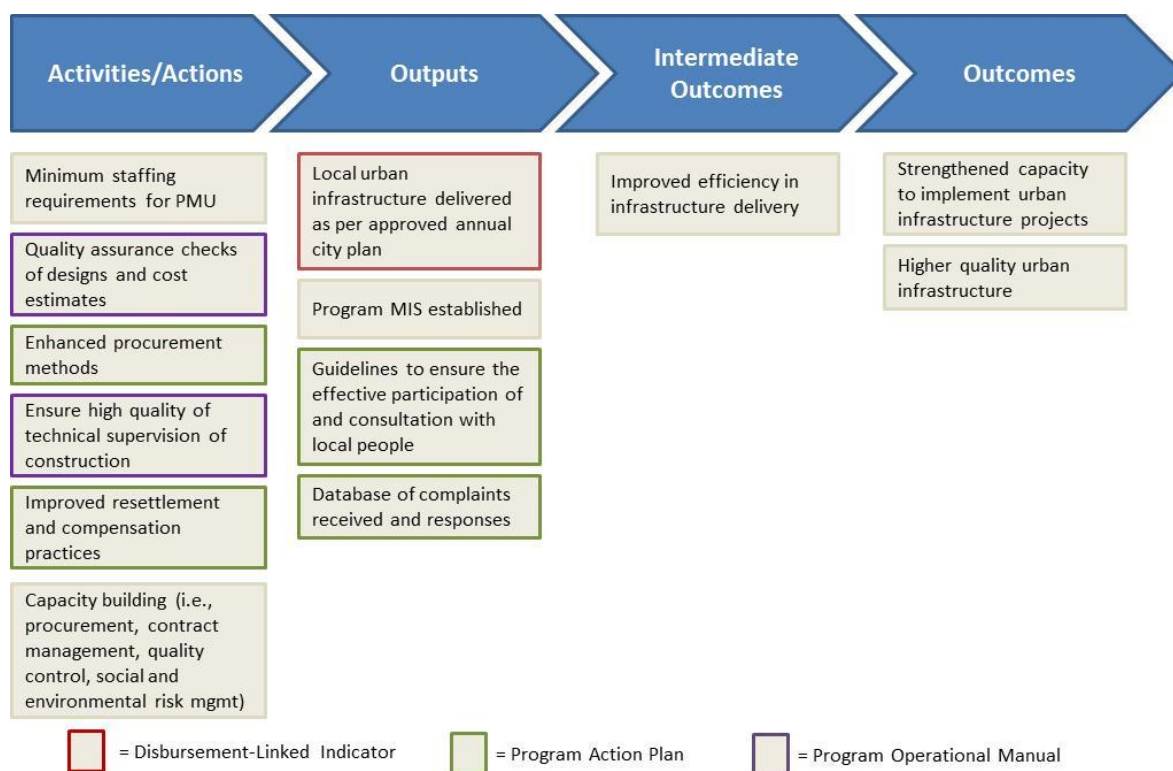 Activities/Actions
Outputs
Intermediate
Outcomes
Outcomes
Minimum staffing
requirements for PMU
Quality assurance checks
of designs and cost
estimates
Enhanced procurement
methods
Ensure high quality of
technical supervision of
construction
Improved resettlement
and compensation
practices
Capacity building (i.e.,
procurement, contract
management, quality
control, social and
environmental risk mgmt)
Local urban
infrastructure delivered
as per approved annual
city plan
Program MIS established
Guidelines to ensure the
effective participation of
and consultation with
local people
Database of complaints
received and responses
Improved efficiency in
infrastructure delivery
Strengthened capacity
to implement urban
infrastructure projects
Higher quality urban
infrastructure
= Disbursement-Linked Indicator
= Program Action Plan
= Program Operational Manual